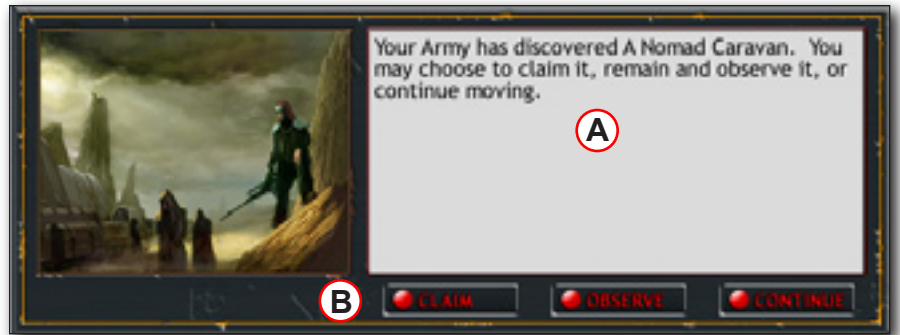 Your Army has discovered A Nomad Caravan. You
may choose to claim it, remain and observe it, or
continue moving.
A
B
CLAIM
OBSERVE
CONTINUE